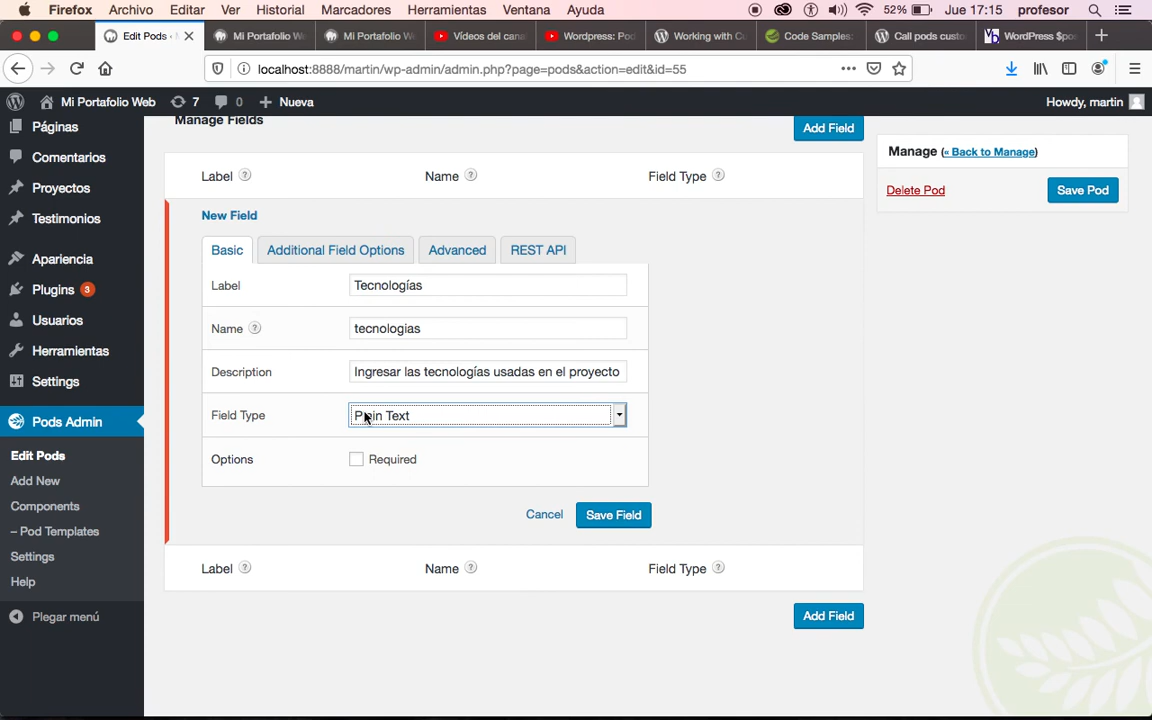 Firefox Archivo Editar Ver Historial Marcadores Herramientas Ventana Ayuda 52% Jue 17:15 profesor
Edit Pods Mi Portafolio We Mi Portafolio We Vídeos del cana Wordpress: Pod Working with Cu Code Samples: Call pods custo WordPress $po
localhost:8888/martin/wp-admin/admin.php?page=pods&action=edit&id=55
Mi Portafolio Web 7 0 Nueva Howdy, martin
Páginas
Comentarios
Proyectos
Testimonios
Apariencia
Plugins 3
Usuarios
Herramientas
Settings
Pods Admin
Edit Pods
Add New
Components
– Pod Templates
Settings
Help
Plegar menú
Manage Fields
Add Field
Label ? Name ? Field Type ?
New Field
Basic Additional Field Options Advanced REST API
Label Tecnologías
Name ? tecnologias
Description Ingresar las tecnologías usadas en el proyecto
Field Type Plain Text
Options Required
Cancel Save Field
Label ? Name ? Field Type ?
Add Field
Manage (« Back to Manage)
Delete Pod Save Pod